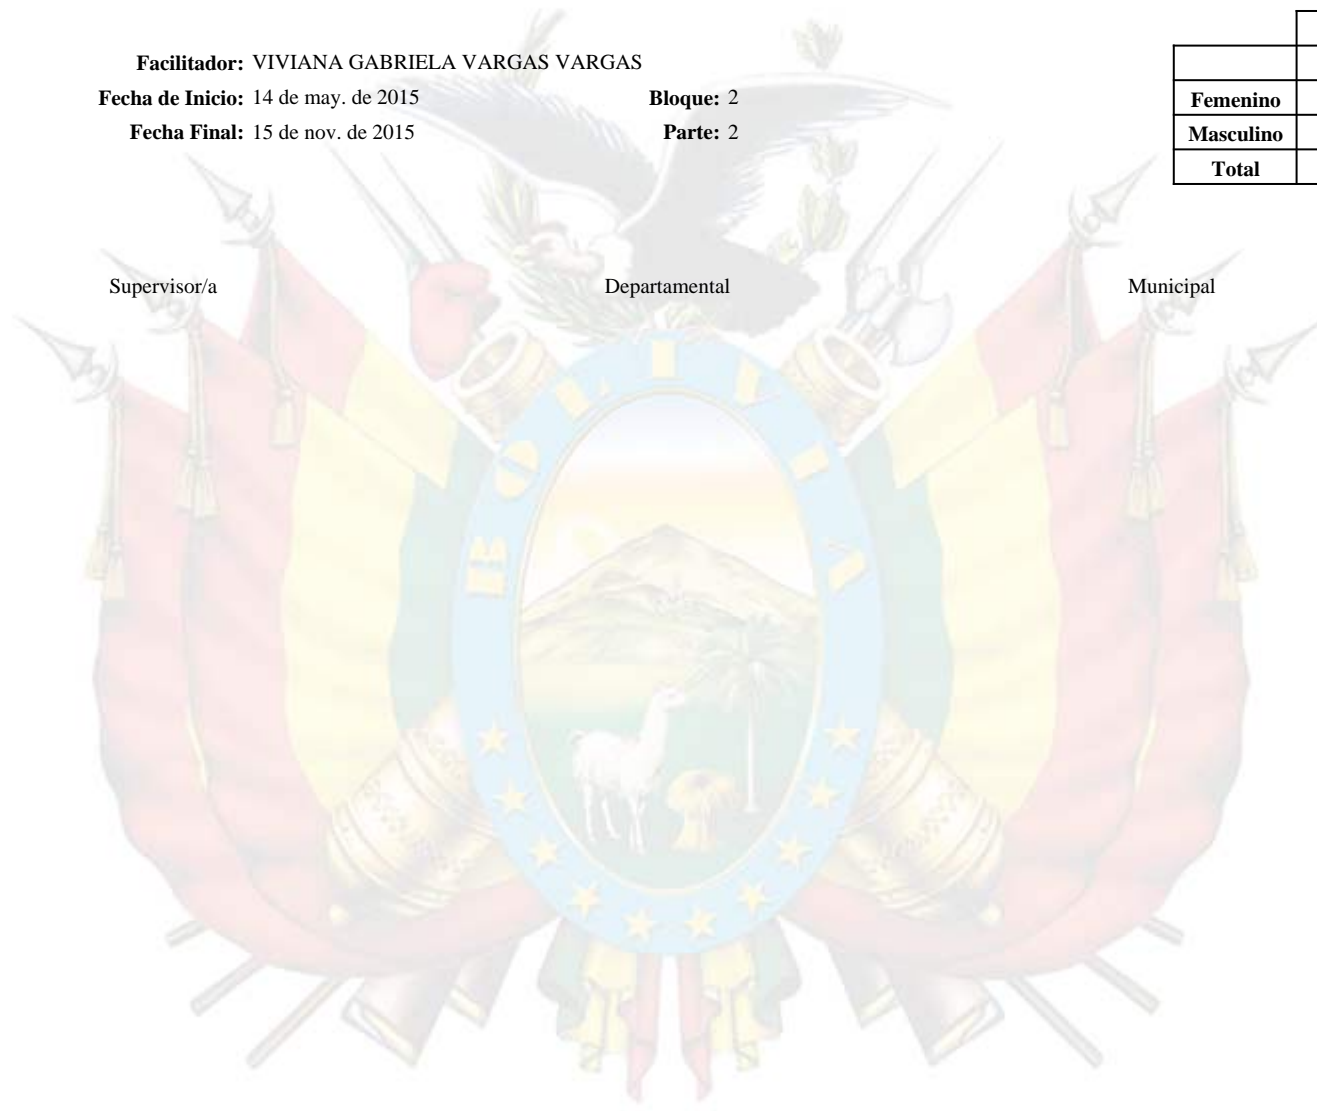 Facilitador: VIVIANA GABRIELA VARGAS VARGAS
Fecha de Inicio: 14 de may. de 2015 Bloque: 2
Fecha Final: 15 de nov. de 2015 Parte: 2
Femenino
Masculino
Total
Supervisor/a Departamental Municipal
BOLIVIA